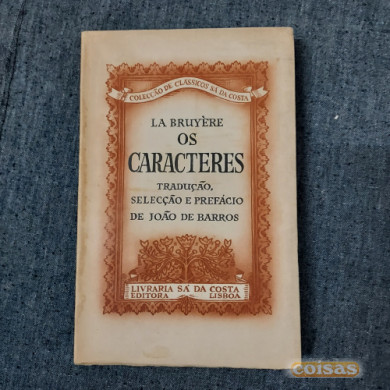 COLECÇÃO DE CLÁSSICOS SÁ DA COSTA
LA BRUYÈRE
OS
CARACTERES
TRADUÇÃO,
SELECÇÃO E PREFÁCIO
DE JOÃO DE BARROS
LIVRARIA SÁ DA COSTA
EDITORA LISBOA
coisas